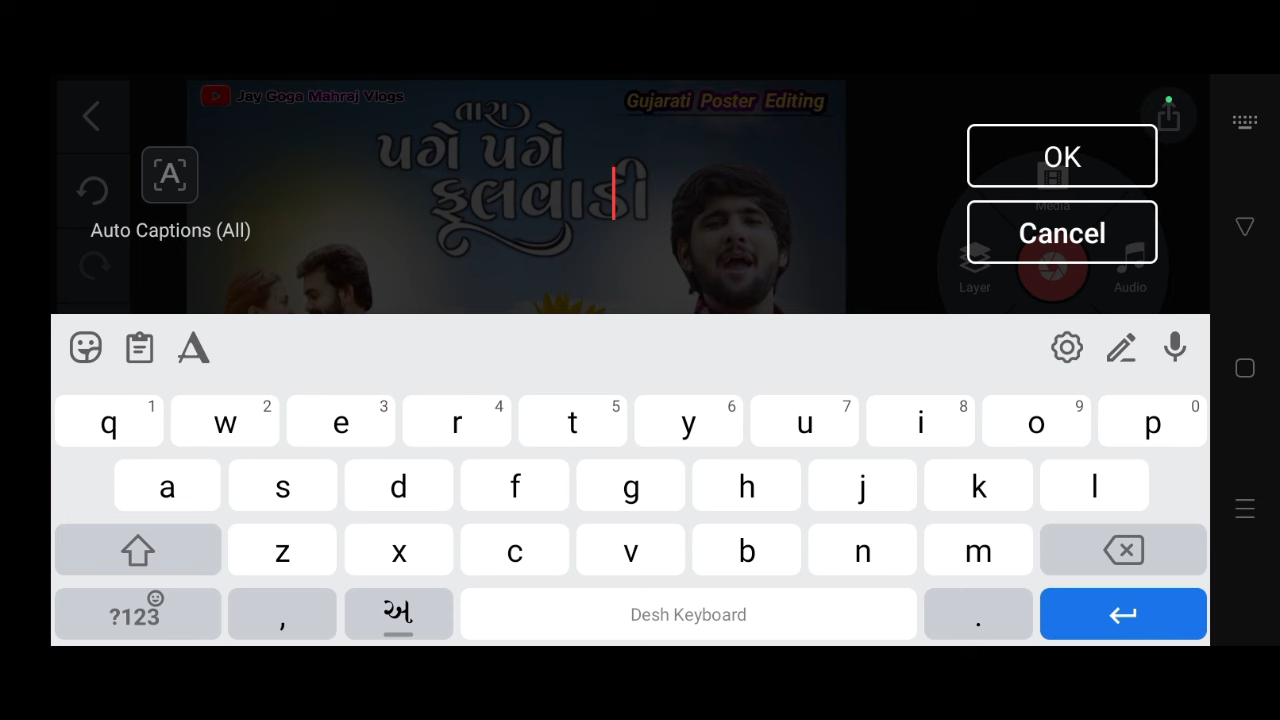 Jay Goga Mahraj Vlogs
Gujarati Poster Editing
તારા
પગે પગે
ફૂલવાડી
A
Auto Captions (All)
OK
Media
Cancel
Layer
Audio
q 1 w 2 e 3 r 4 t 5 y 6 u 7 i 8 o 9 p 0
a s d f g h j k l
z x c v b n m
?123 , અ Desh Keyboard .